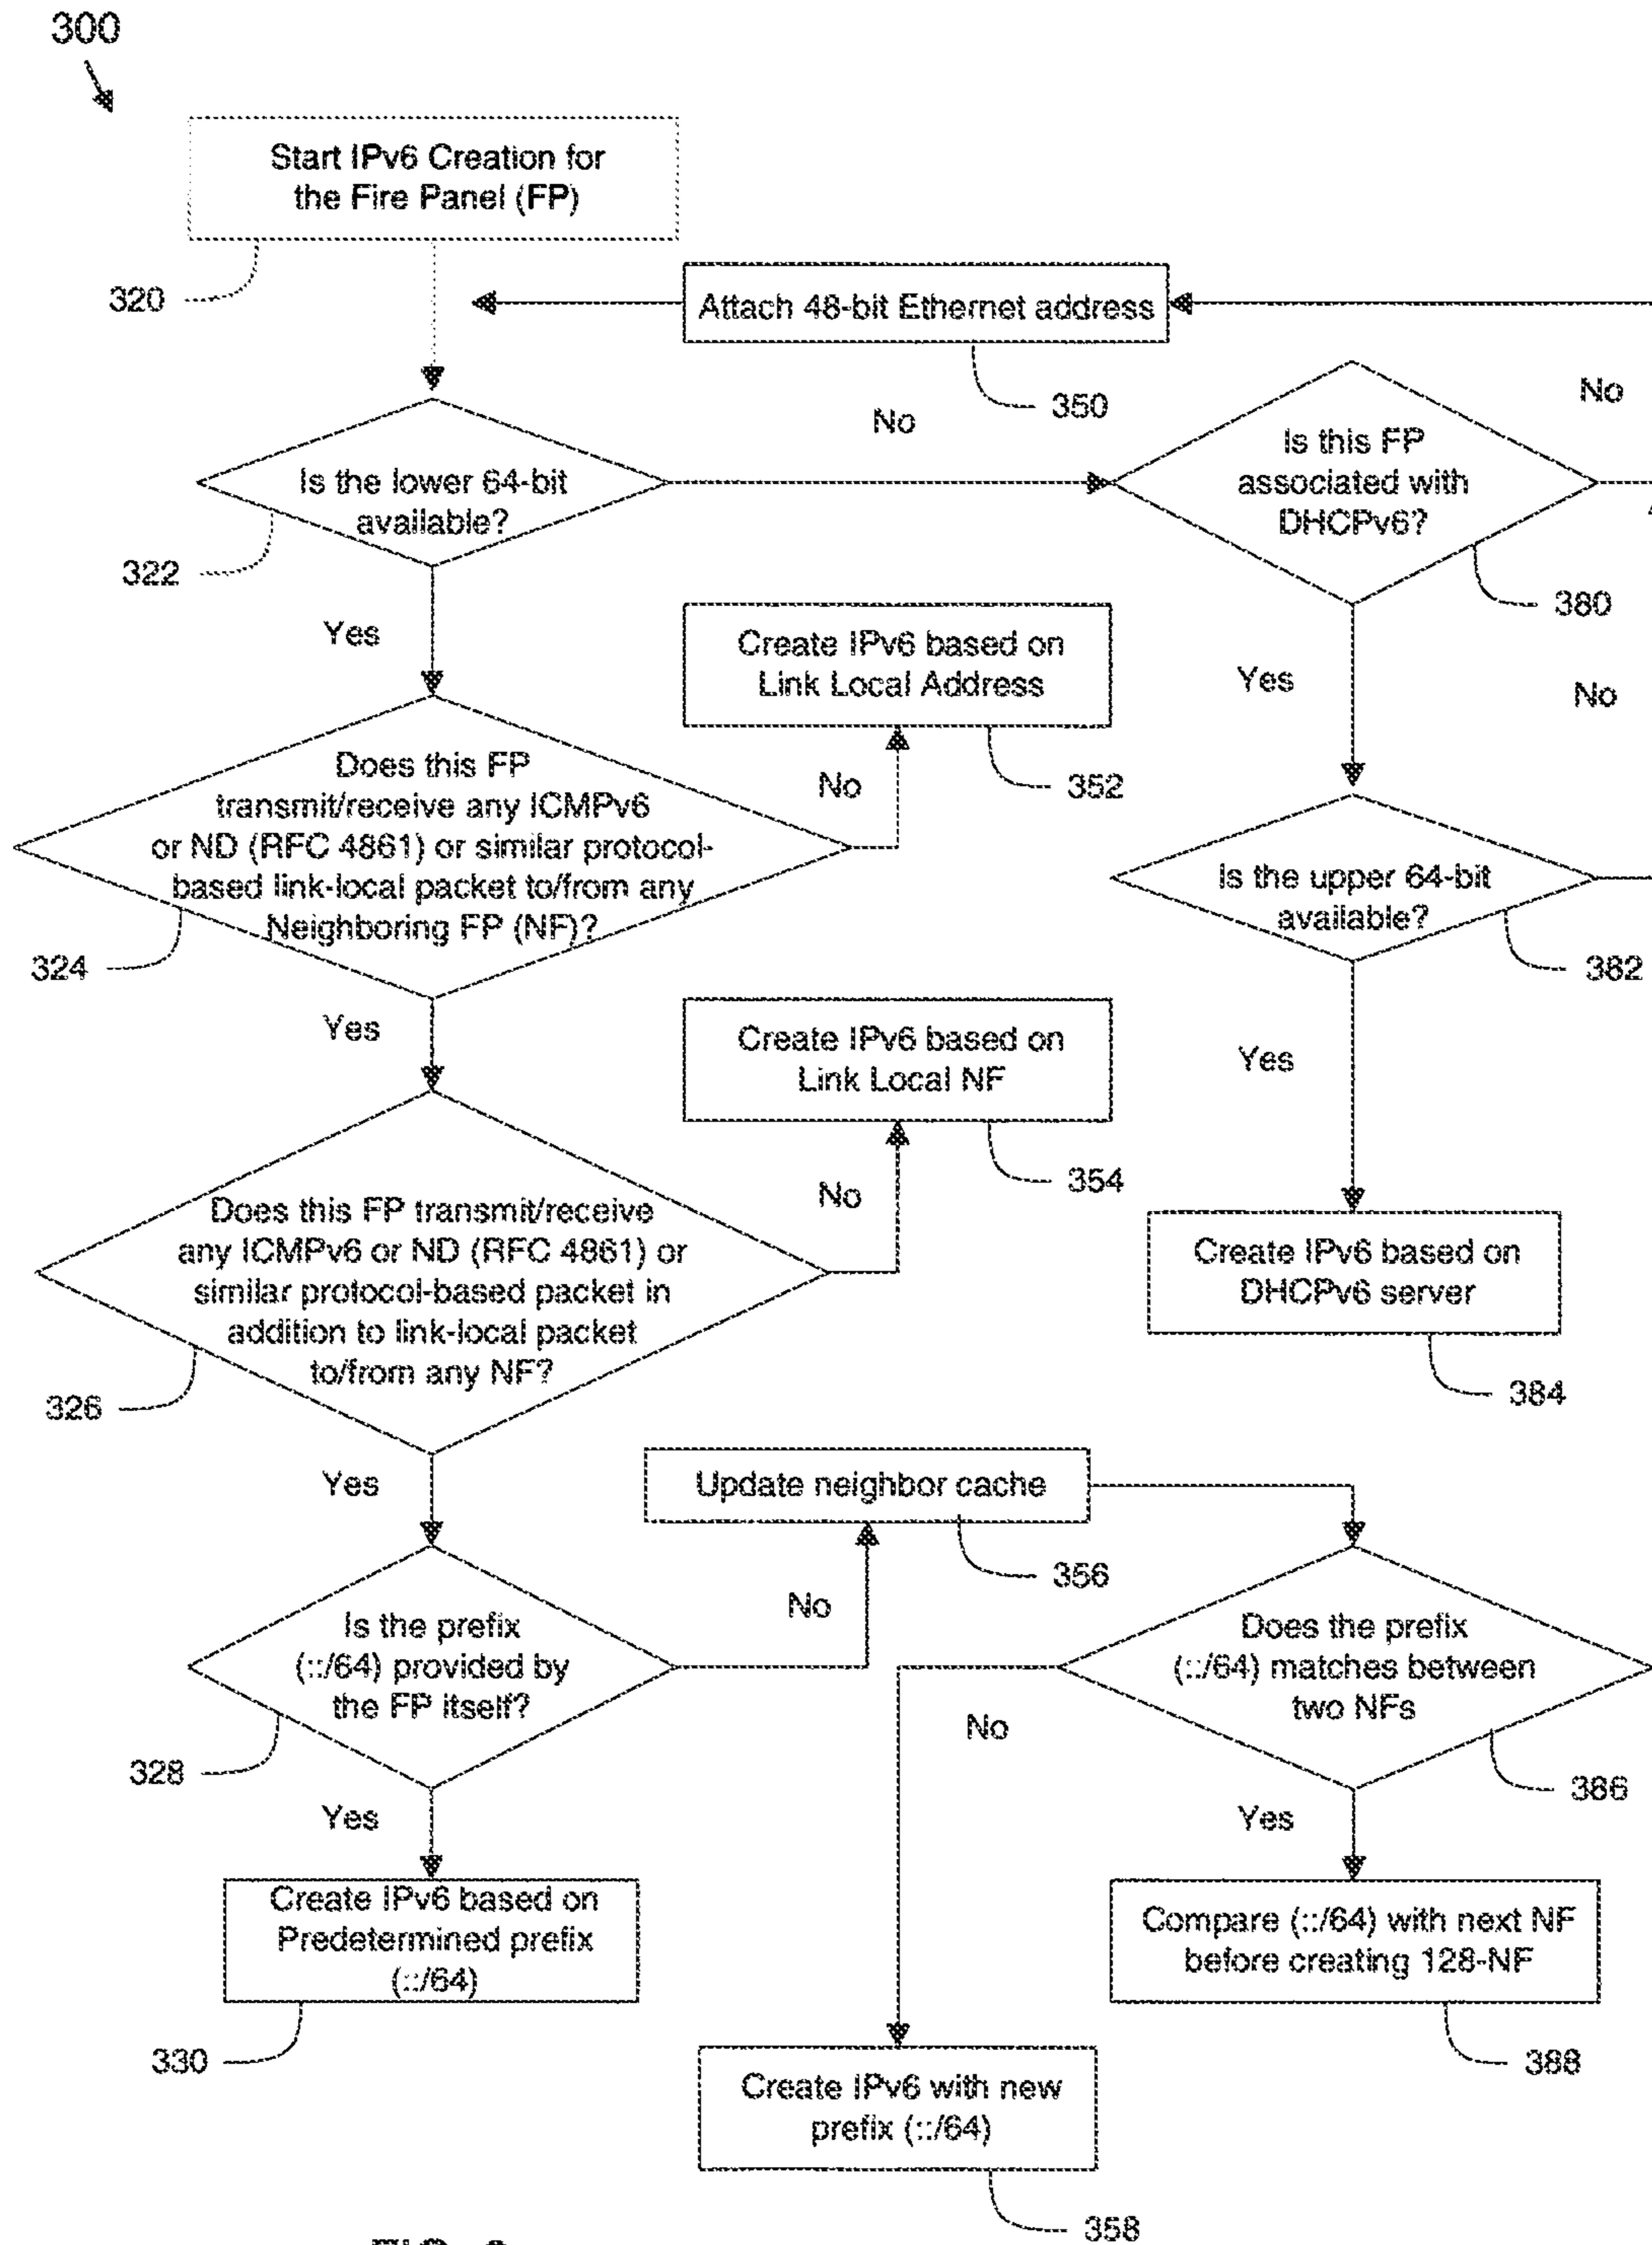 300
Start IPv6 Creation for
the Fire Panel (FP)
320
Attach 48-bit Ethernet address
350
Is the lower 64-bit
available?
322
No
Is this FP
associated with
DHCPv6?
380
No
Yes
Create IPv6 based on
Link Local Address
352
Yes
No
Does this FP
transmit/receive any ICMPv6
or ND (RFC 4861) or similar protocol-
based link-local packet to/from any
Neighboring FP (NF)?
324
No
Is the upper 64-bit
available?
382
Yes
Create IPv6 based on
Link Local NF
354
Yes
Does this FP transmit/receive
any ICMPv6 or ND (RFC 4861) or
similar protocol-based packet in
addition to link-local packet
to/from any NF?
326
No
Create IPv6 based on
DHCPv6 server
384
Yes
Update neighbor cache
356
Is the prefix
(::/64) provided by
the FP itself?
328
No
Does the prefix
(::/64) matches between
two NFs
386
No
Yes
Yes
Create IPv6 based on
Predetermined prefix
(::/64)
330
Compare (::/64) with next NF
before creating 128-NF
388
Create IPv6 with new
prefix (::/64)
358